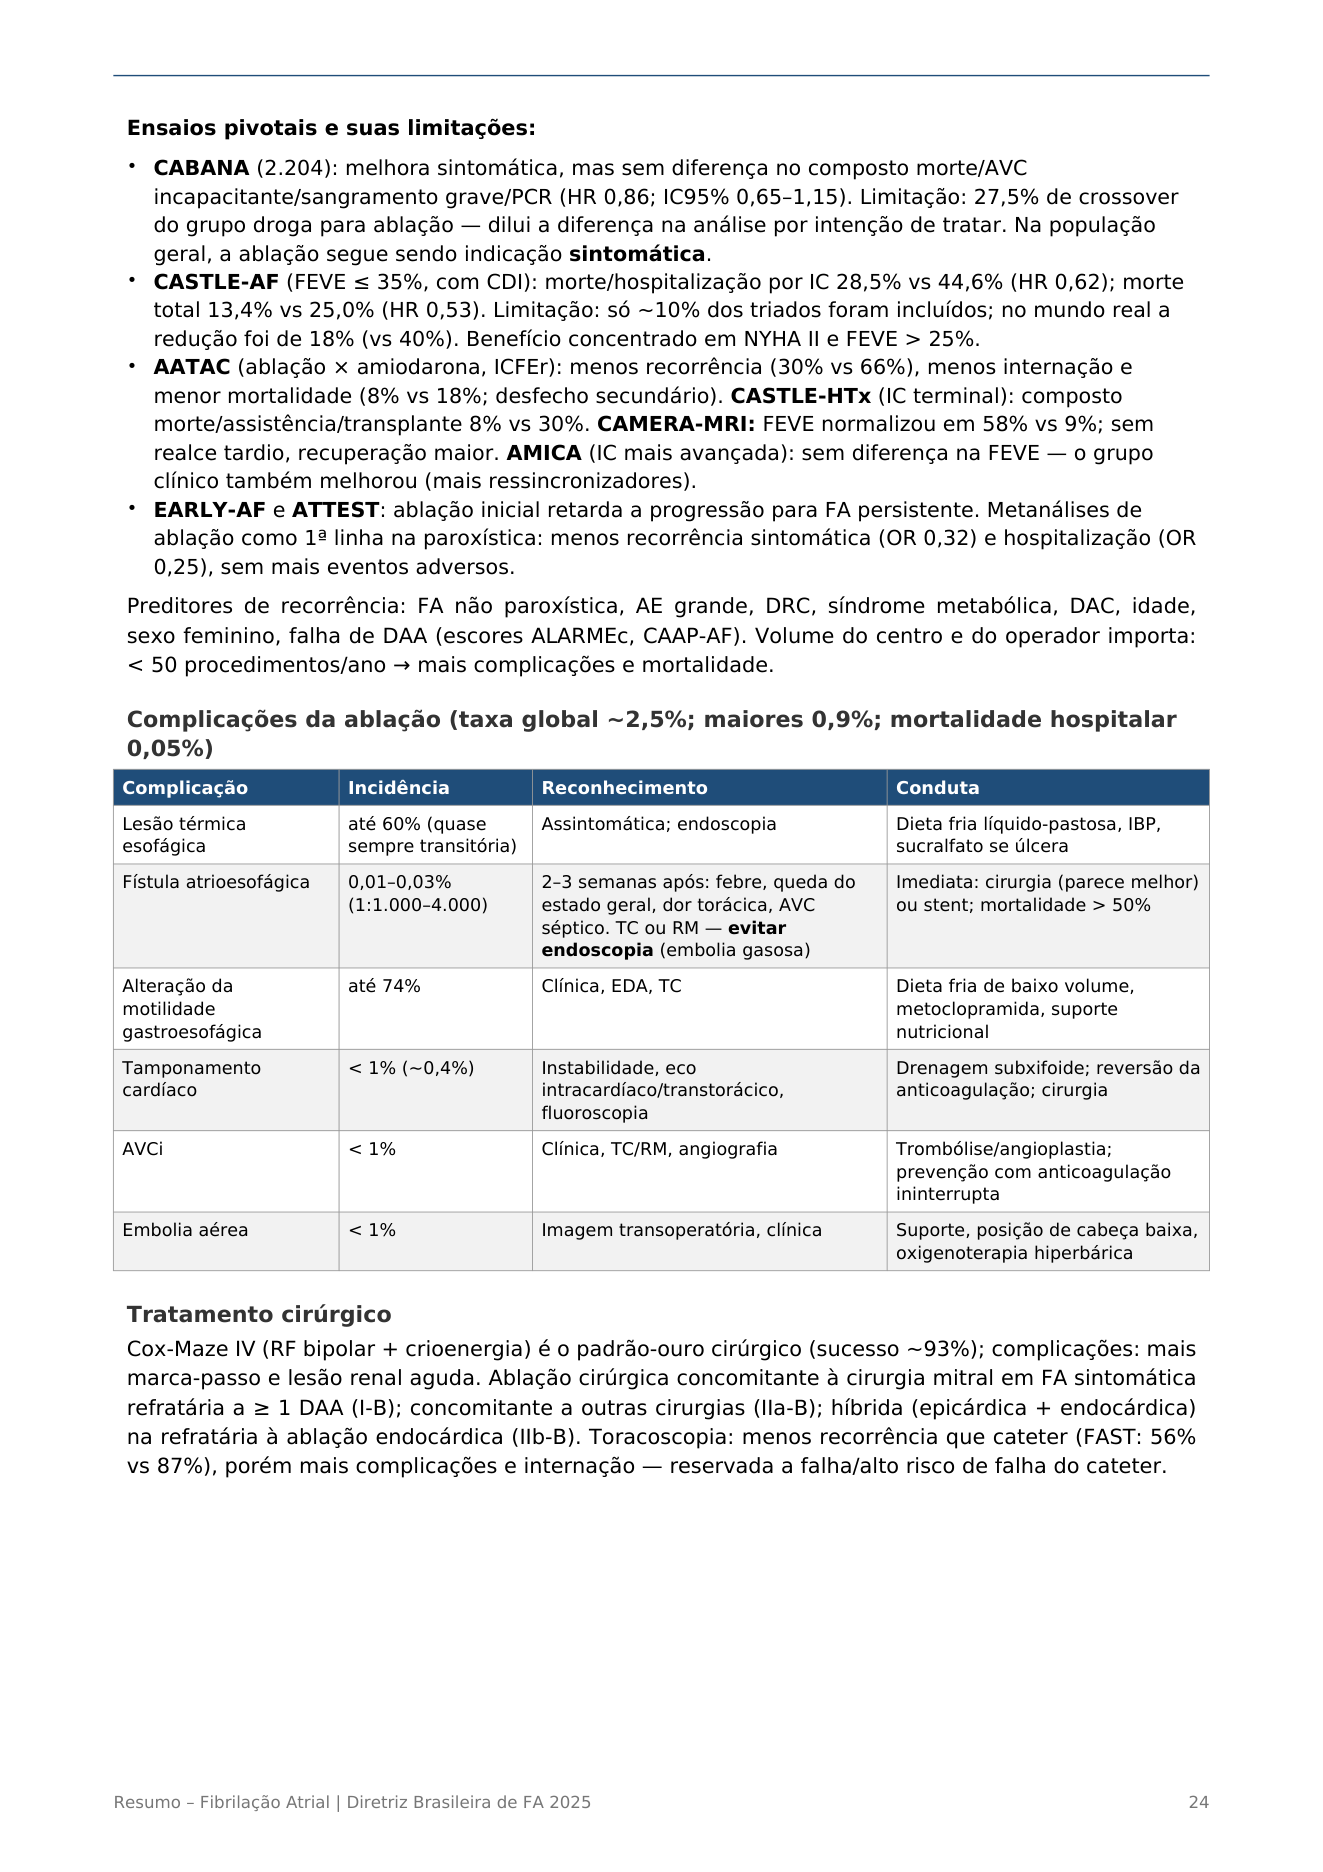 Ensaios pivotais e suas limitações:
• CABANA (2.204): melhora sintomática, mas sem diferença no composto morte/AVC
incapacitante/sangramento grave/PCR (HR 0,86; IC95% 0,65–1,15). Limitação: 27,5% de crossover
do grupo droga para ablação — dilui a diferença na análise por intenção de tratar. Na população
geral, a ablação segue sendo indicação sintomática.
• CASTLE-AF (FEVE ≤ 35%, com CDI): morte/hospitalização por IC 28,5% vs 44,6% (HR 0,62); morte
total 13,4% vs 25,0% (HR 0,53). Limitação: só ~10% dos triados foram incluídos; no mundo real a
redução foi de 18% (vs 40%). Benefício concentrado em NYHA II e FEVE > 25%.
• AATAC (ablação × amiodarona, ICFEr): menos recorrência (30% vs 66%), menos internação e
menor mortalidade (8% vs 18%; desfecho secundário). CASTLE-HTx (IC terminal): composto
morte/assistência/transplante 8% vs 30%. CAMERA-MRI: FEVE normalizou em 58% vs 9%; sem
realce tardio, recuperação maior. AMICA (IC mais avançada): sem diferença na FEVE — o grupo
clínico também melhorou (mais ressincronizadores).
• EARLY-AF e ATTEST: ablação inicial retarda a progressão para FA persistente. Metanálises de
ablação como 1ª linha na paroxística: menos recorrência sintomática (OR 0,32) e hospitalização (OR
0,25), sem mais eventos adversos.
Preditores de recorrência: FA não paroxística, AE grande, DRC, síndrome metabólica, DAC, idade,
sexo feminino, falha de DAA (escores ALARMEc, CAAP-AF). Volume do centro e do operador importa:
< 50 procedimentos/ano → mais complicações e mortalidade.
Complicações da ablação (taxa global ~2,5%; maiores 0,9%; mortalidade hospitalar
0,05%)
Complicação Incidência Reconhecimento Conduta
Lesão térmica
esofágica
até 60% (quase
sempre transitória)
Assintomática; endoscopia
Dieta fria líquido-pastosa, IBP,
sucralfato se úlcera
Fístula atrioesofágica
0,01–0,03%
(1:1.000–4.000)
2–3 semanas após: febre, queda do
estado geral, dor torácica, AVC
séptico. TC ou RM — evitar
endoscopia (embolia gasosa)
Imediata: cirurgia (parece melhor)
ou stent; mortalidade > 50%
Alteração da
motilidade
gastroesofágica
até 74%
Clínica, EDA, TC
Dieta fria de baixo volume,
metoclopramida, suporte
nutricional
Tamponamento
cardíaco
< 1% (~0,4%)
Instabilidade, eco
intracardíaco/transtorácico,
fluoroscopia
Drenagem subxifoide; reversão da
anticoagulação; cirurgia
AVCi
< 1%
Clínica, TC/RM, angiografia
Trombólise/angioplastia;
prevenção com anticoagulação
ininterrupta
Embolia aérea
< 1%
Imagem transoperatória, clínica
Suporte, posição de cabeça baixa,
oxigenoterapia hiperbárica
Tratamento cirúrgico
Cox-Maze IV (RF bipolar + crioenergia) é o padrão-ouro cirúrgico (sucesso ~93%); complicações: mais
marca-passo e lesão renal aguda. Ablação cirúrgica concomitante à cirurgia mitral em FA sintomática
refratária a ≥ 1 DAA (I-B); concomitante a outras cirurgias (IIa-B); híbrida (epicárdica + endocárdica)
na refratária à ablação endocárdica (IIb-B). Toracoscopia: menos recorrência que cateter (FAST: 56%
vs 87%), porém mais complicações e internação — reservada a falha/alto risco de falha do cateter.
Resumo – Fibrilação Atrial | Diretriz Brasileira de FA 2025 24